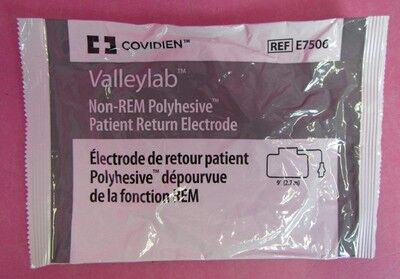 COVIDIEN™
REF E7506
Valleylab™
Non-REM Polyhesive™
Patient Return Electrode
Électrode de retour patient
Polyhesive™ dépourvue
de la fonction REM
9' (2,7 m)